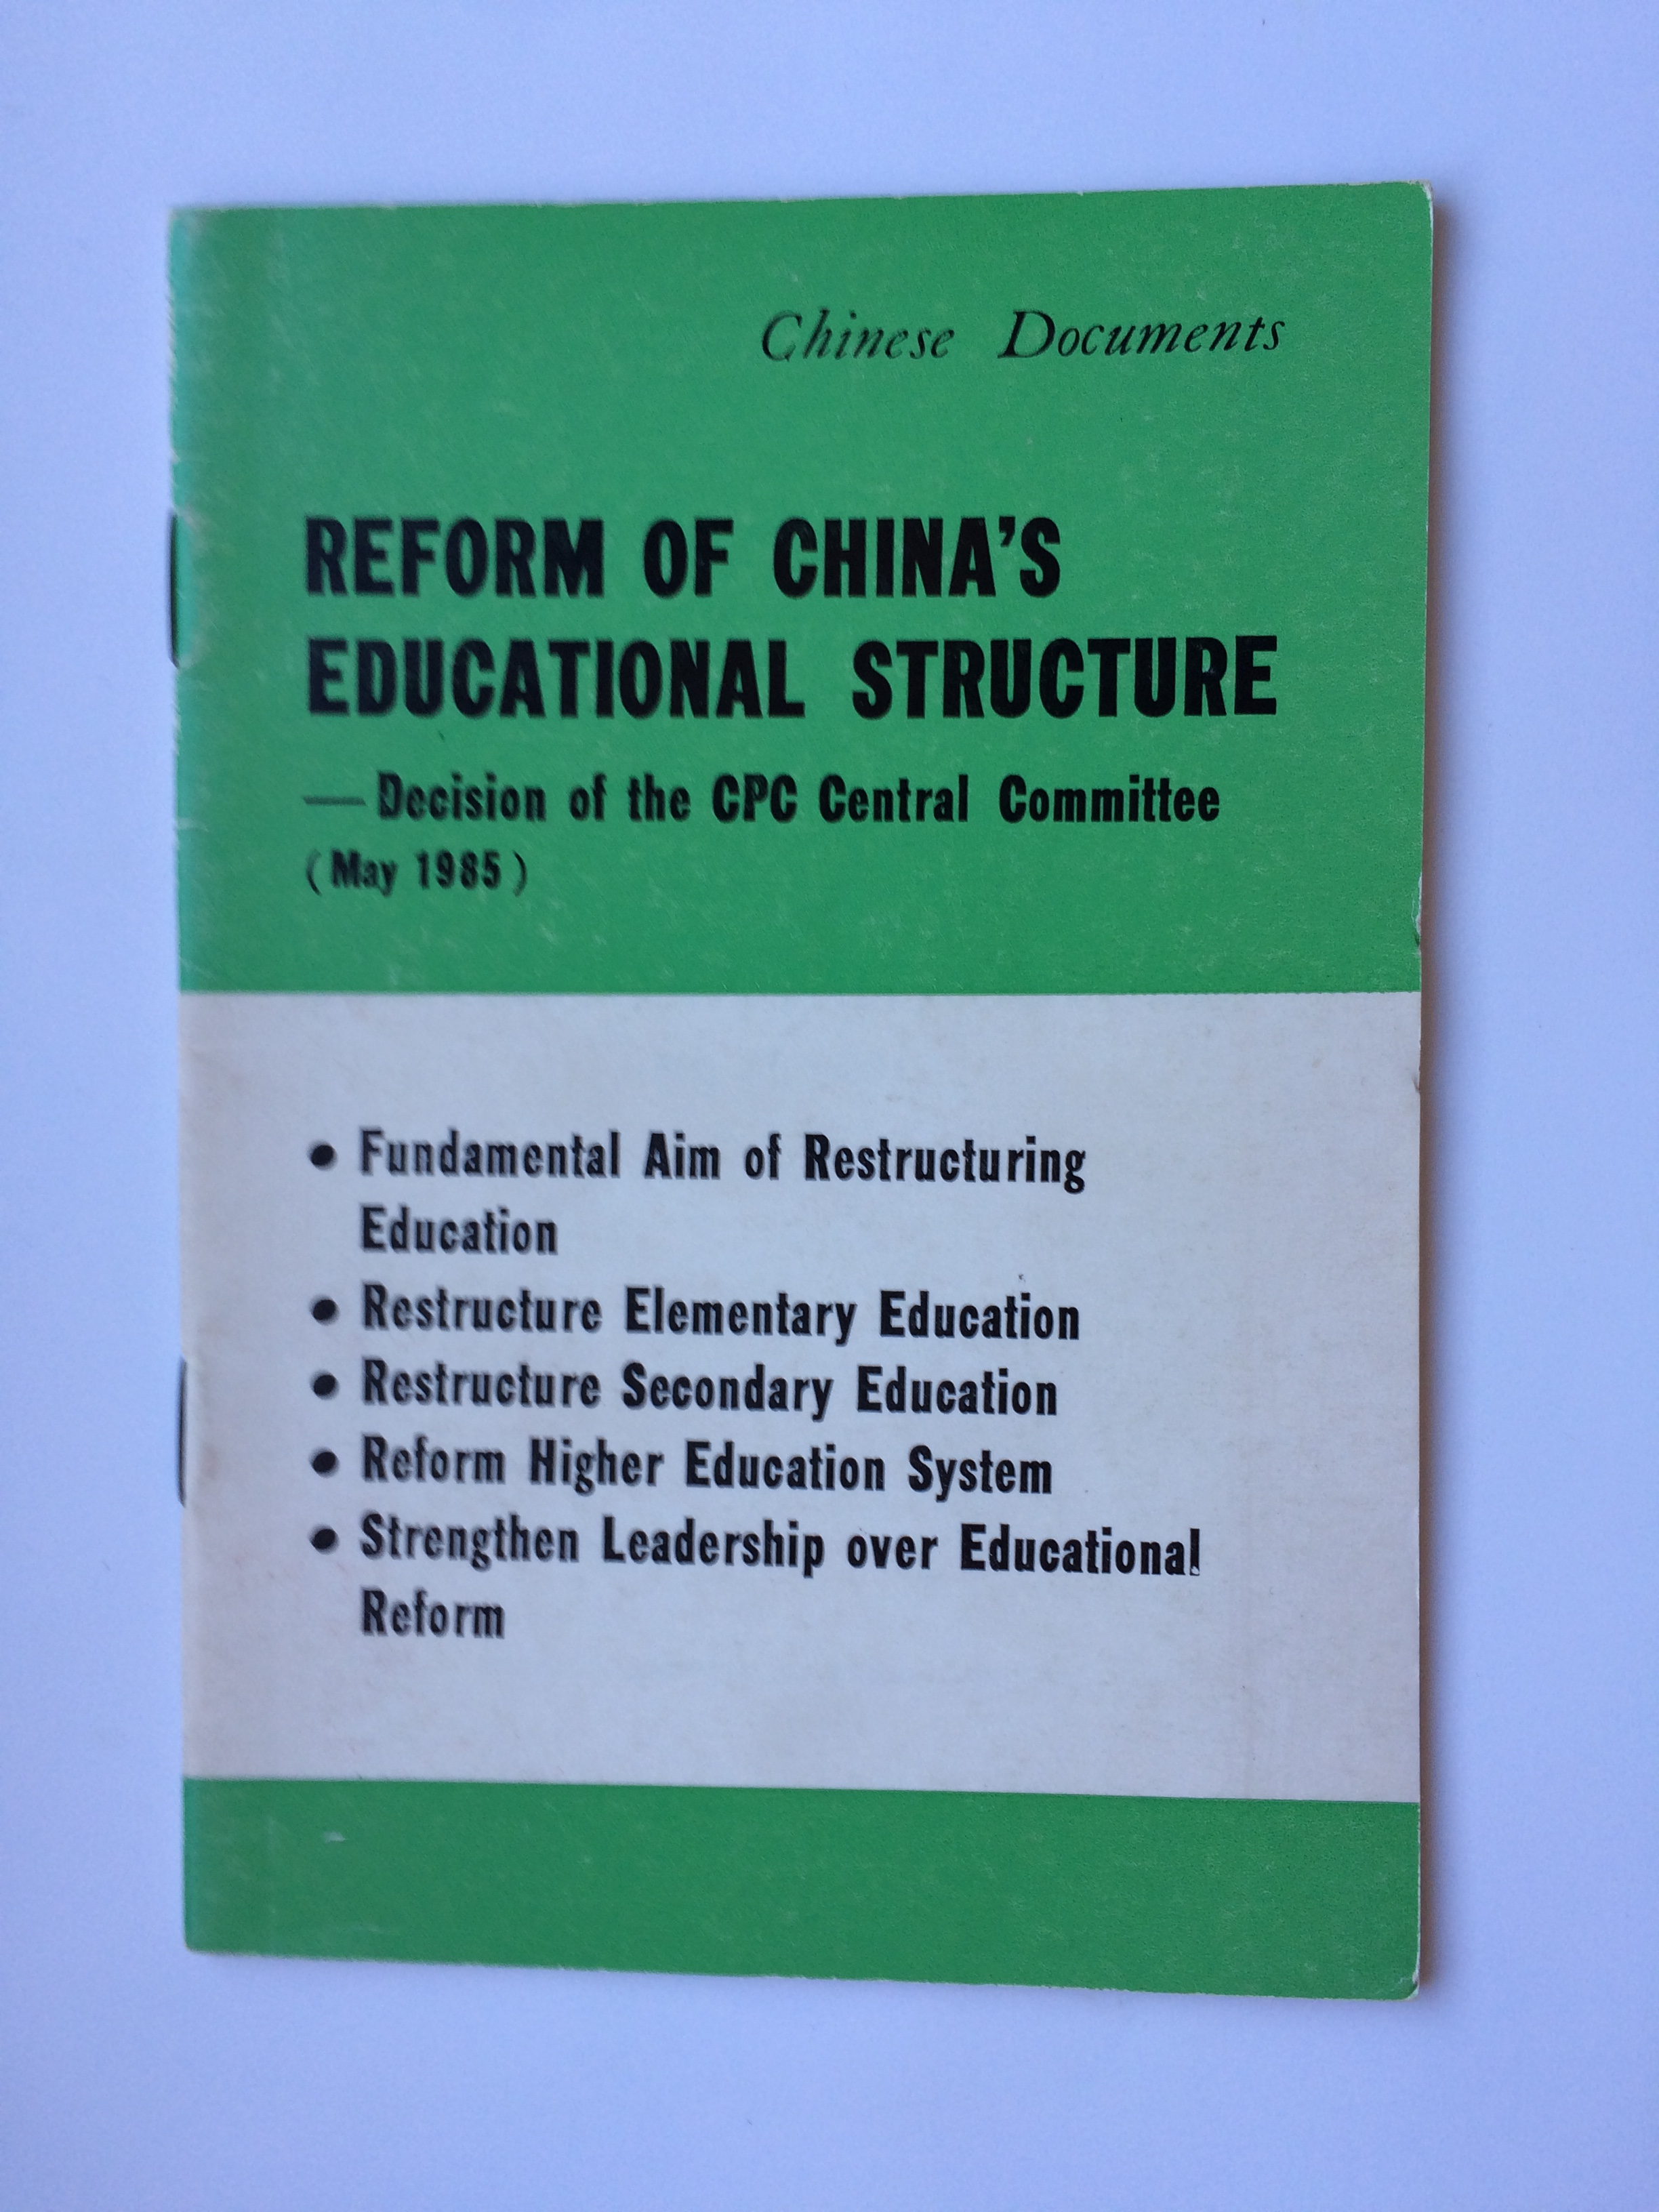 Chinese Documents
REFORM OF CHINA'S
EDUCATIONAL STRUCTURE
— Decision of the CPC Central Committee
(May 1985)
• Fundamental Aim of Restructuring
Education
• Restructure Elementary Education
• Restructure Secondary Education
• Reform Higher Education System
• Strengthen Leadership over Educational
Reform